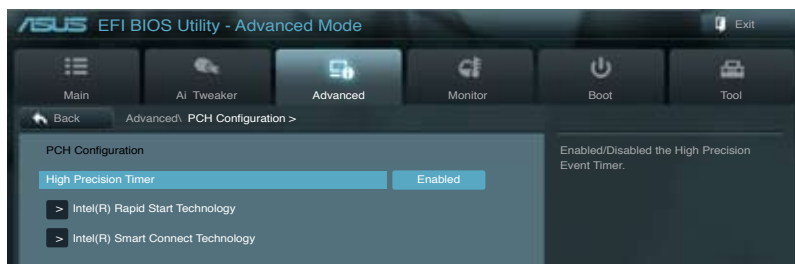 ASUS EFI BIOS Utility - Advanced Mode
Exit
Main Ai Tweaker Advanced Monitor Boot Tool
Back Advanced\ PCH Configuration >
PCH Configuration
High Precision Timer Enabled
> Intel(R) Rapid Start Technology
> Intel(R) Smart Connect Technology
Enabled/Disabled the High Precision
Event Timer.